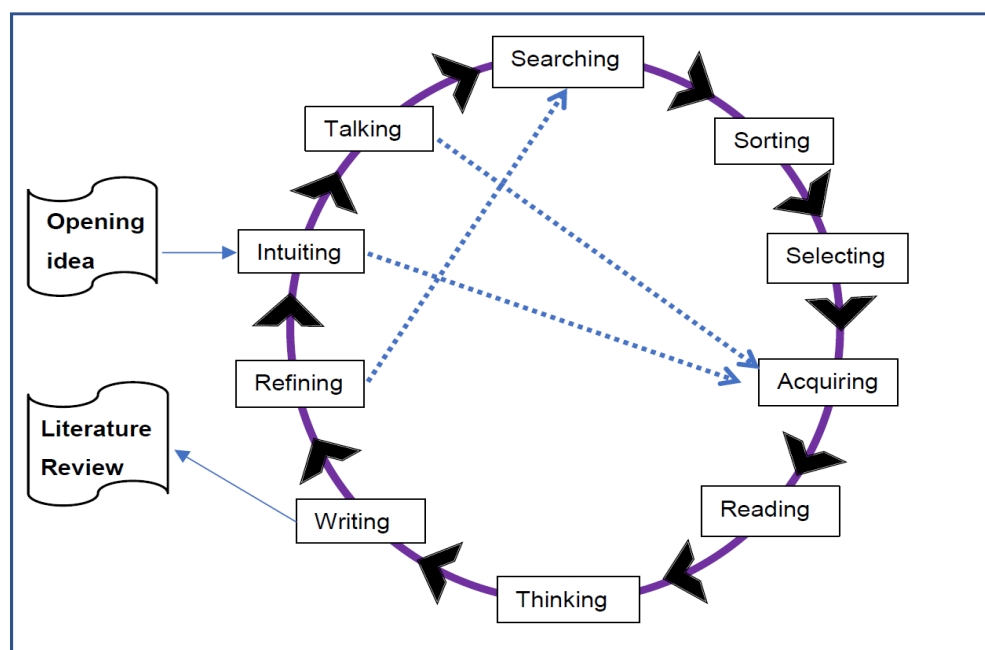 Searching
Talking
Sorting
Opening
idea
Intuiting
Selecting
Refining
Acquiring
Literature
Review
Writing
Reading
Thinking